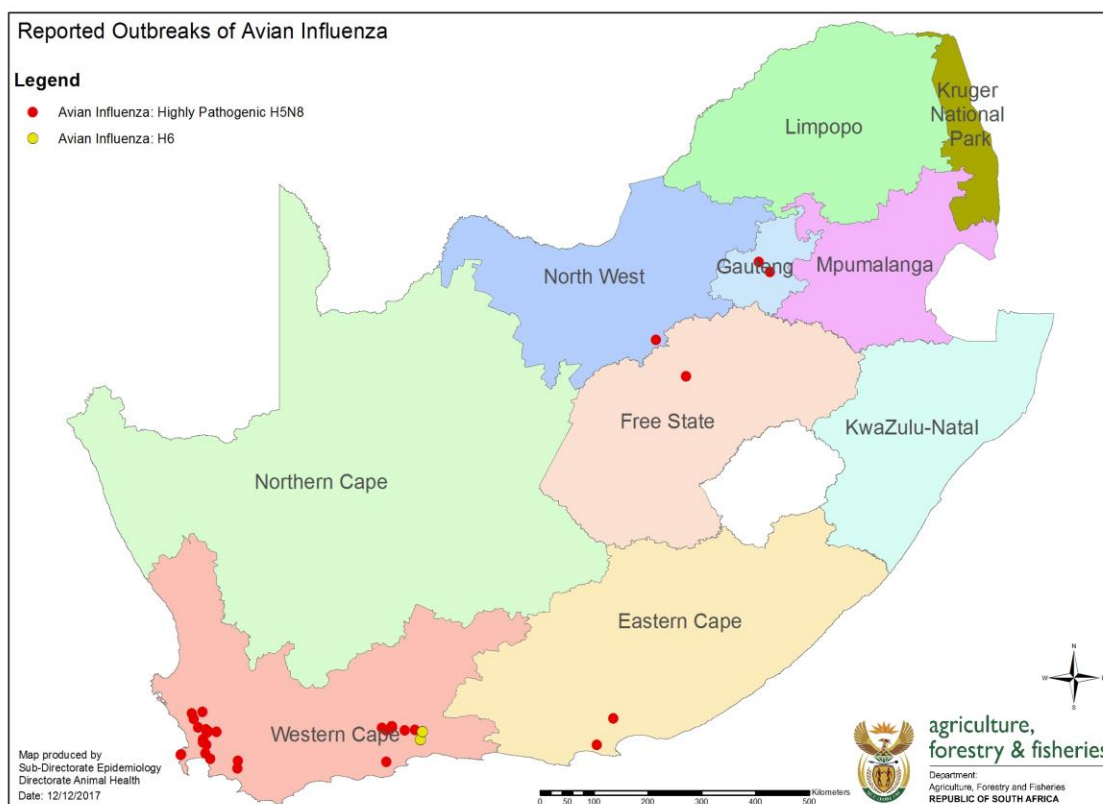 Reported Outbreaks of Avian Influenza
Legend
Avian Influenza: Highly Pathogenic H5N8
Avian Influenza: H6
Limpopo
Kruger
National
Park
North West
Gauteng
Mpumalanga
Free State
KwaZulu-Natal
Northern Cape
Eastern Cape
Western Cape
N
W
S
Map produced by
Sub-Directorate Epidemiology
Directorate Animal Health
Date: 12/12/2017
0 50 100 200 300 400 500 Kilometers
agriculture,
forestry & fisheries
Department:
Agriculture, Forestry and Fisheries
REPUBLIC OF SOUTH AFRICA